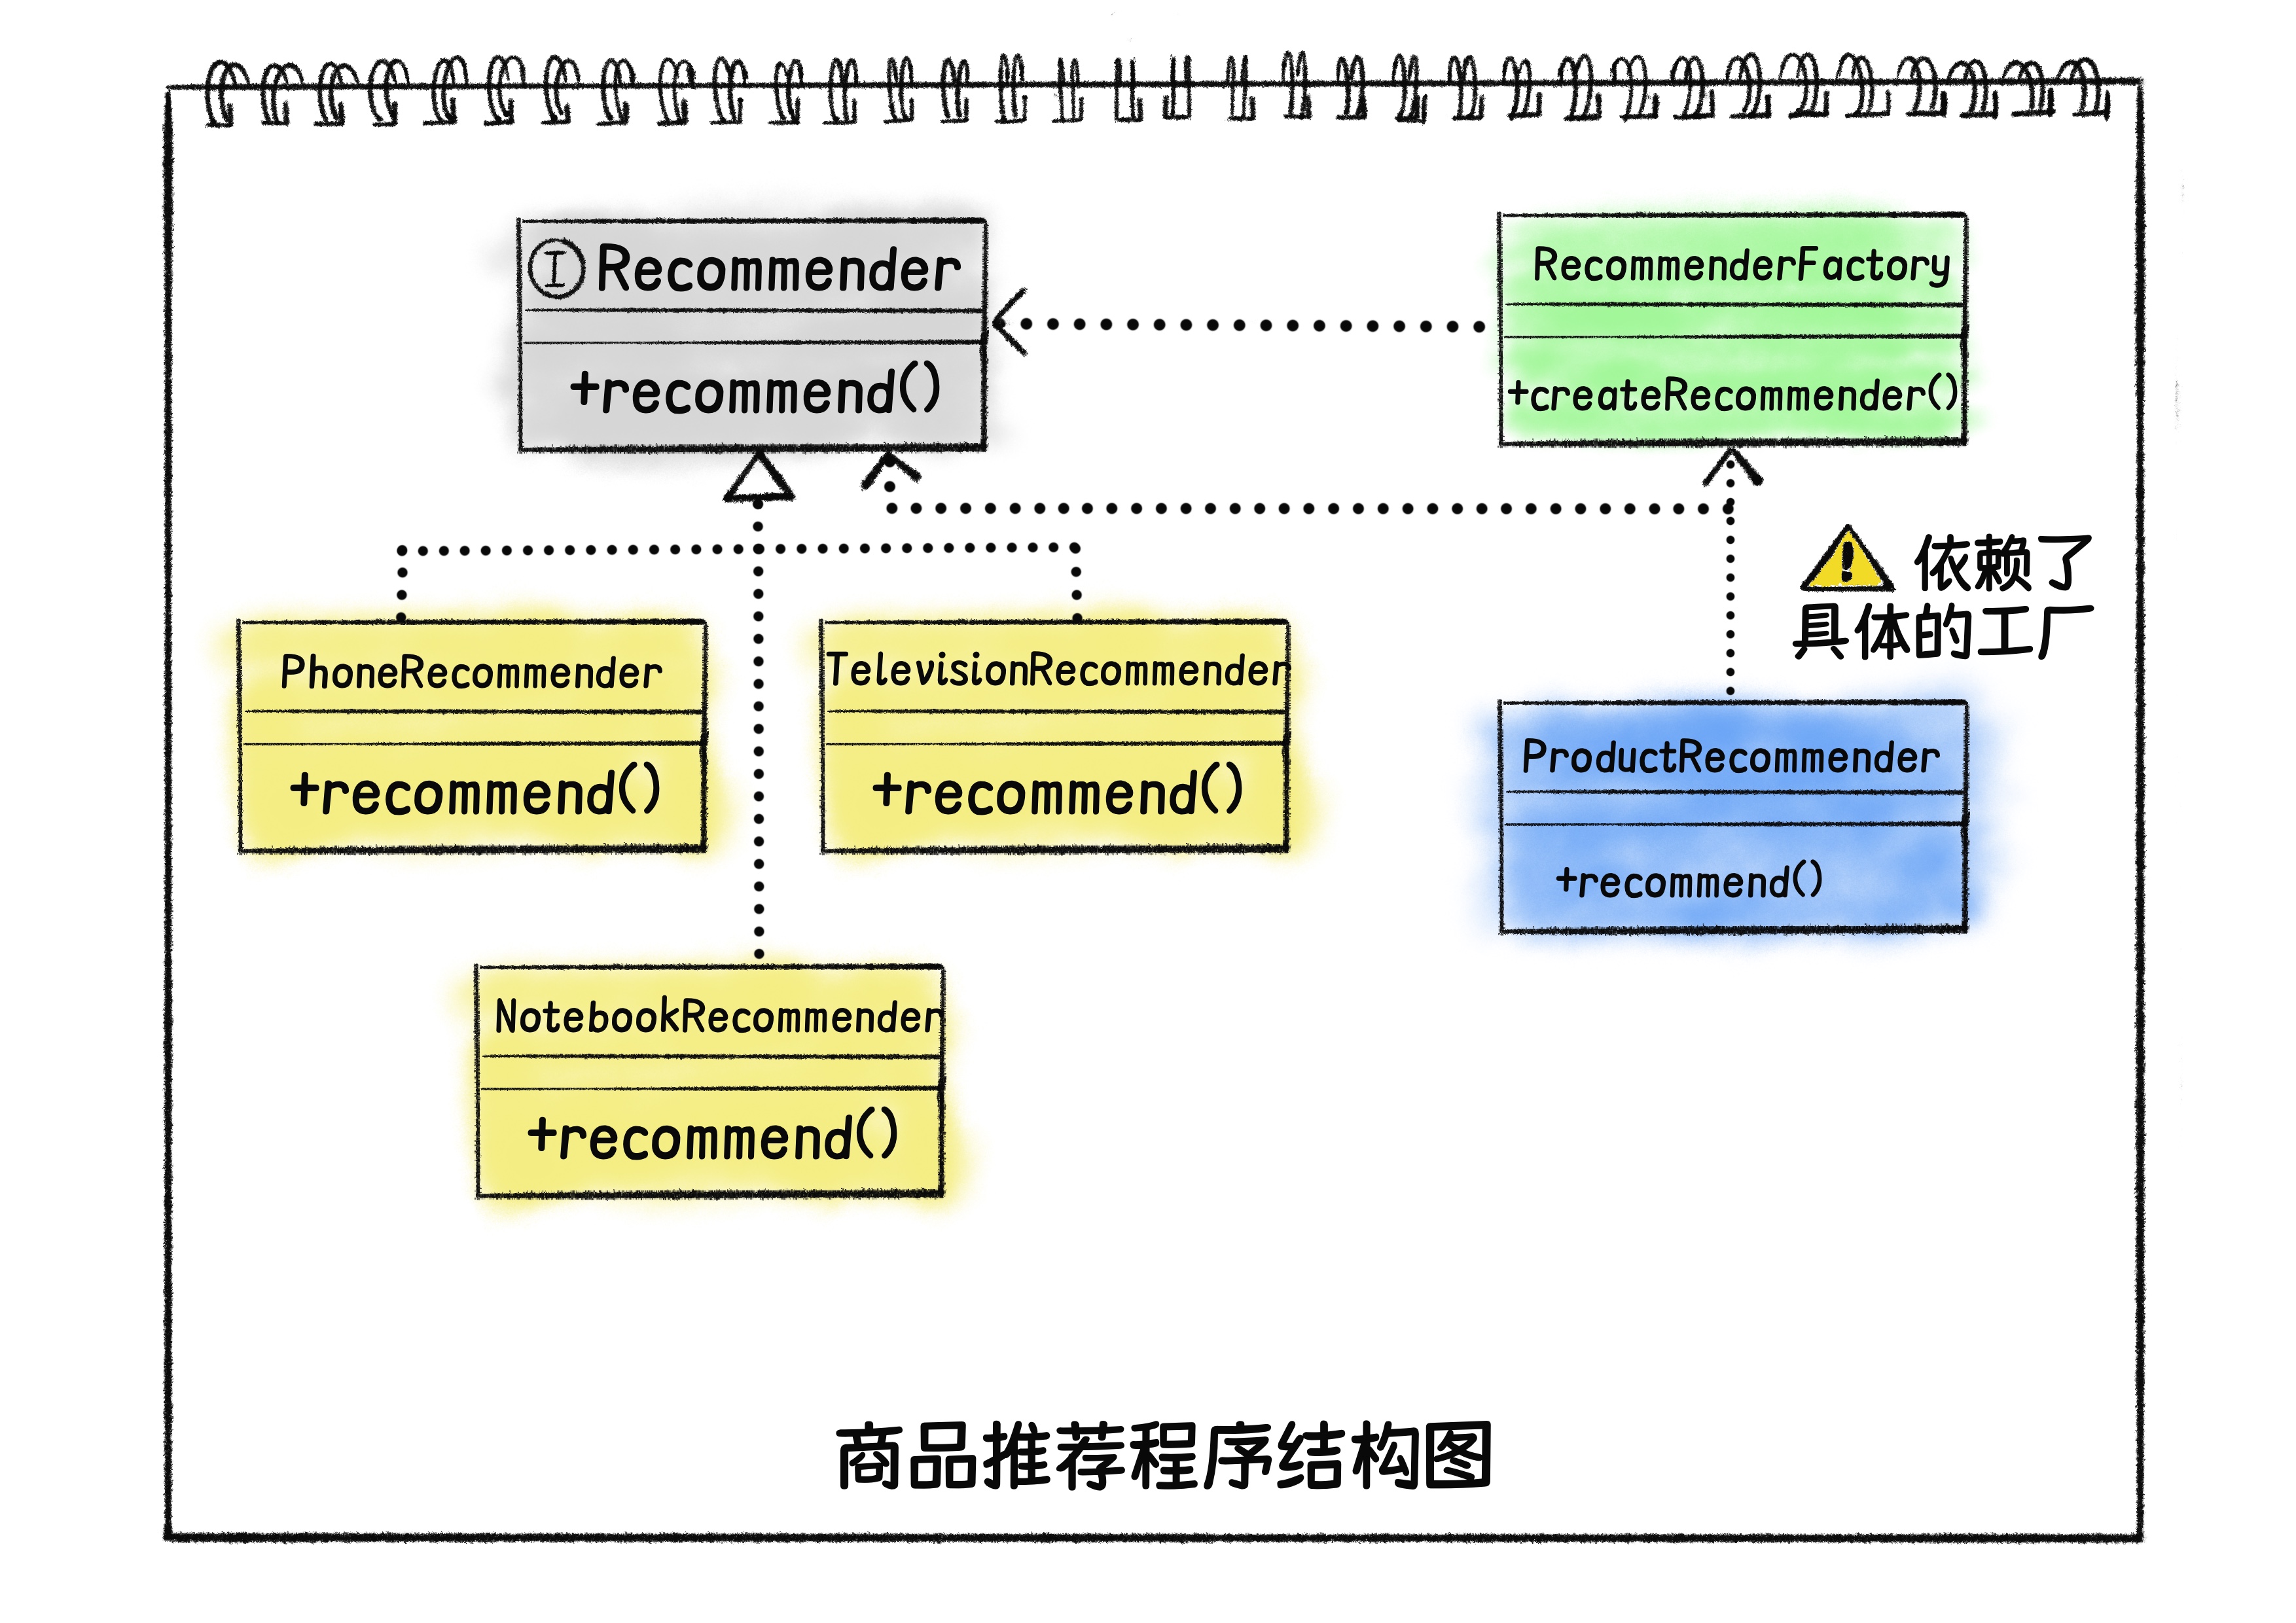 I Recommender
+recommend()
RecommenderFactory
+createRecommender()
! 依赖了
具体的工厂
PhoneRecommender
+recommend()
TelevisionRecommender
+recommend()
ProductRecommender
+recommend()
NotebookRecommender
+recommend()
商品推荐程序结构图